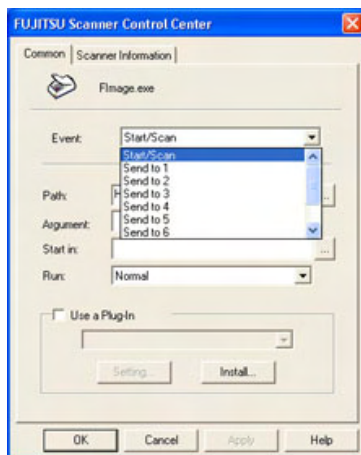 FUJITSU Scanner Control Center
Common Scanner Information
FImage.exe
Event: Start/Scan
Start/Scan
Send to 1
Send to 2
Path: H ...
Send to 3
Argument: Send to 4
Send to 5
Start in: Send to 6
...
Run: Normal
Use a Plug-In
Setting... Install...
OK Cancel Apply Help